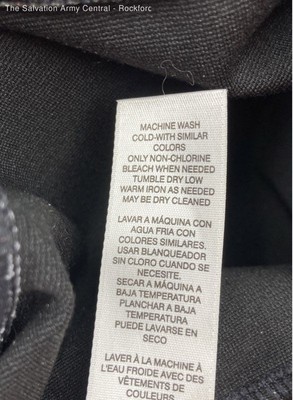 The Salvation Army Central - Rockford
MACHINE WASH
COLD-WITH SIMILAR
COLORS
ONLY NON-CHLORINE
BLEACH WHEN NEEDED
TUMBLE DRY LOW
WARM IRON AS NEEDED
MAY BE DRY CLEANED
LAVAR A MÁQUINA CON
AGUA FRIA CON
COLORES SIMILARES.
USAR BLANQUEADOR
SIN CLORO CUANDO SE
NECESITE.
SECAR A MÁQUINA A
BAJA TEMPERATURA
PLANCHAR A BAJA
TEMPERATURA
PUEDE LAVARSE EN
SECO
LAVER À LA MACHINE À
L'EAU FROIDE AVEC DES
VÊTEMENTS DE
COULEURS